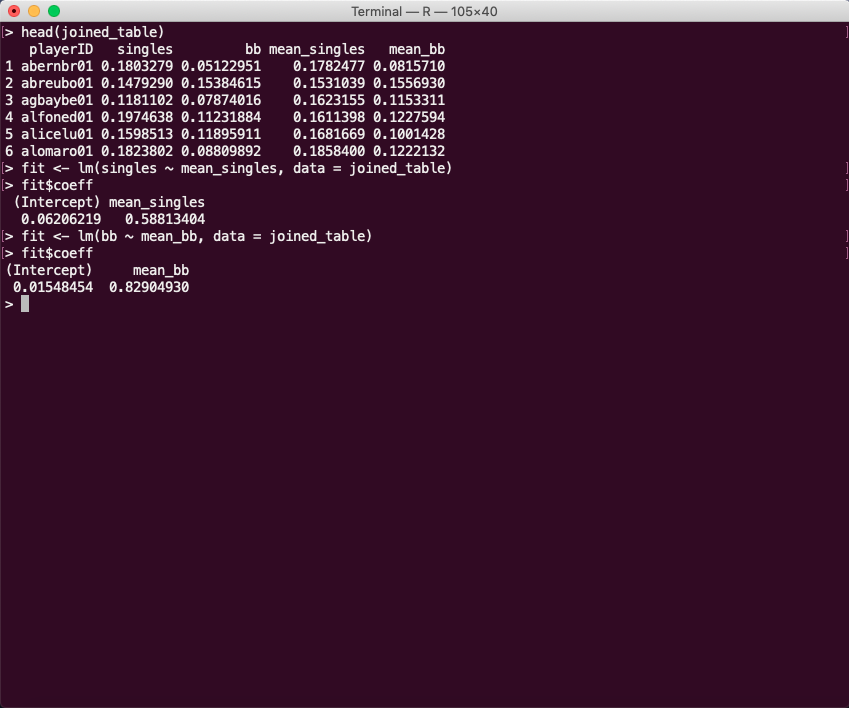 Terminal — R — 105×40
[> head(joined_table) ]
playerID singles bb mean_singles mean_bb
1 abernbr01 0.1803279 0.05122951 0.1782477 0.0815710
2 abreubo01 0.1479290 0.15384615 0.1531039 0.1556930
3 agbaybe01 0.1181102 0.07874016 0.1623155 0.1153311
4 alfoned01 0.1974638 0.11231884 0.1611398 0.1227594
5 alicelu01 0.1598513 0.11895911 0.1681669 0.1001428
6 alomaro01 0.1823802 0.08809892 0.1858400 0.1222132
[> fit <- lm(singles ~ mean_singles, data = joined_table) ]
[> fit$coeff ]
(Intercept) mean_singles
0.06206219 0.58813404
[> fit <- lm(bb ~ mean_bb, data = joined_table) ]
[> fit$coeff ]
(Intercept) mean_bb
0.01548454 0.82904930
>